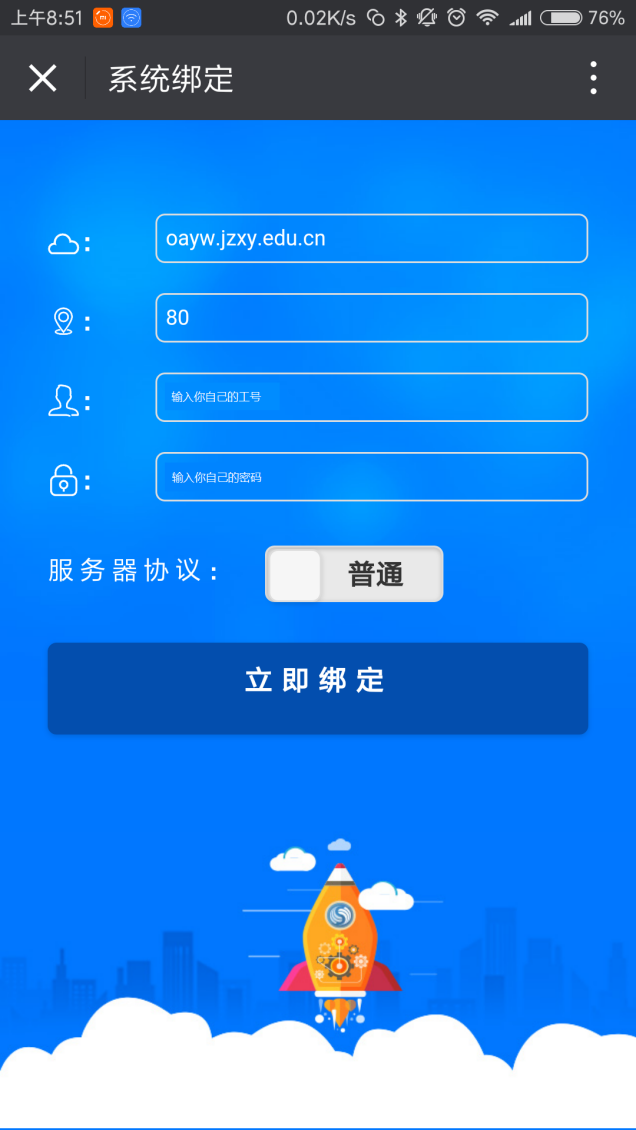 上午8:51 0.02K/s 76%
系统绑定
: oayw.jzxy.edu.cn
: 80
: 输入你自己的工号
: 输入你自己的密码
服务器协议: 普通
立即绑定